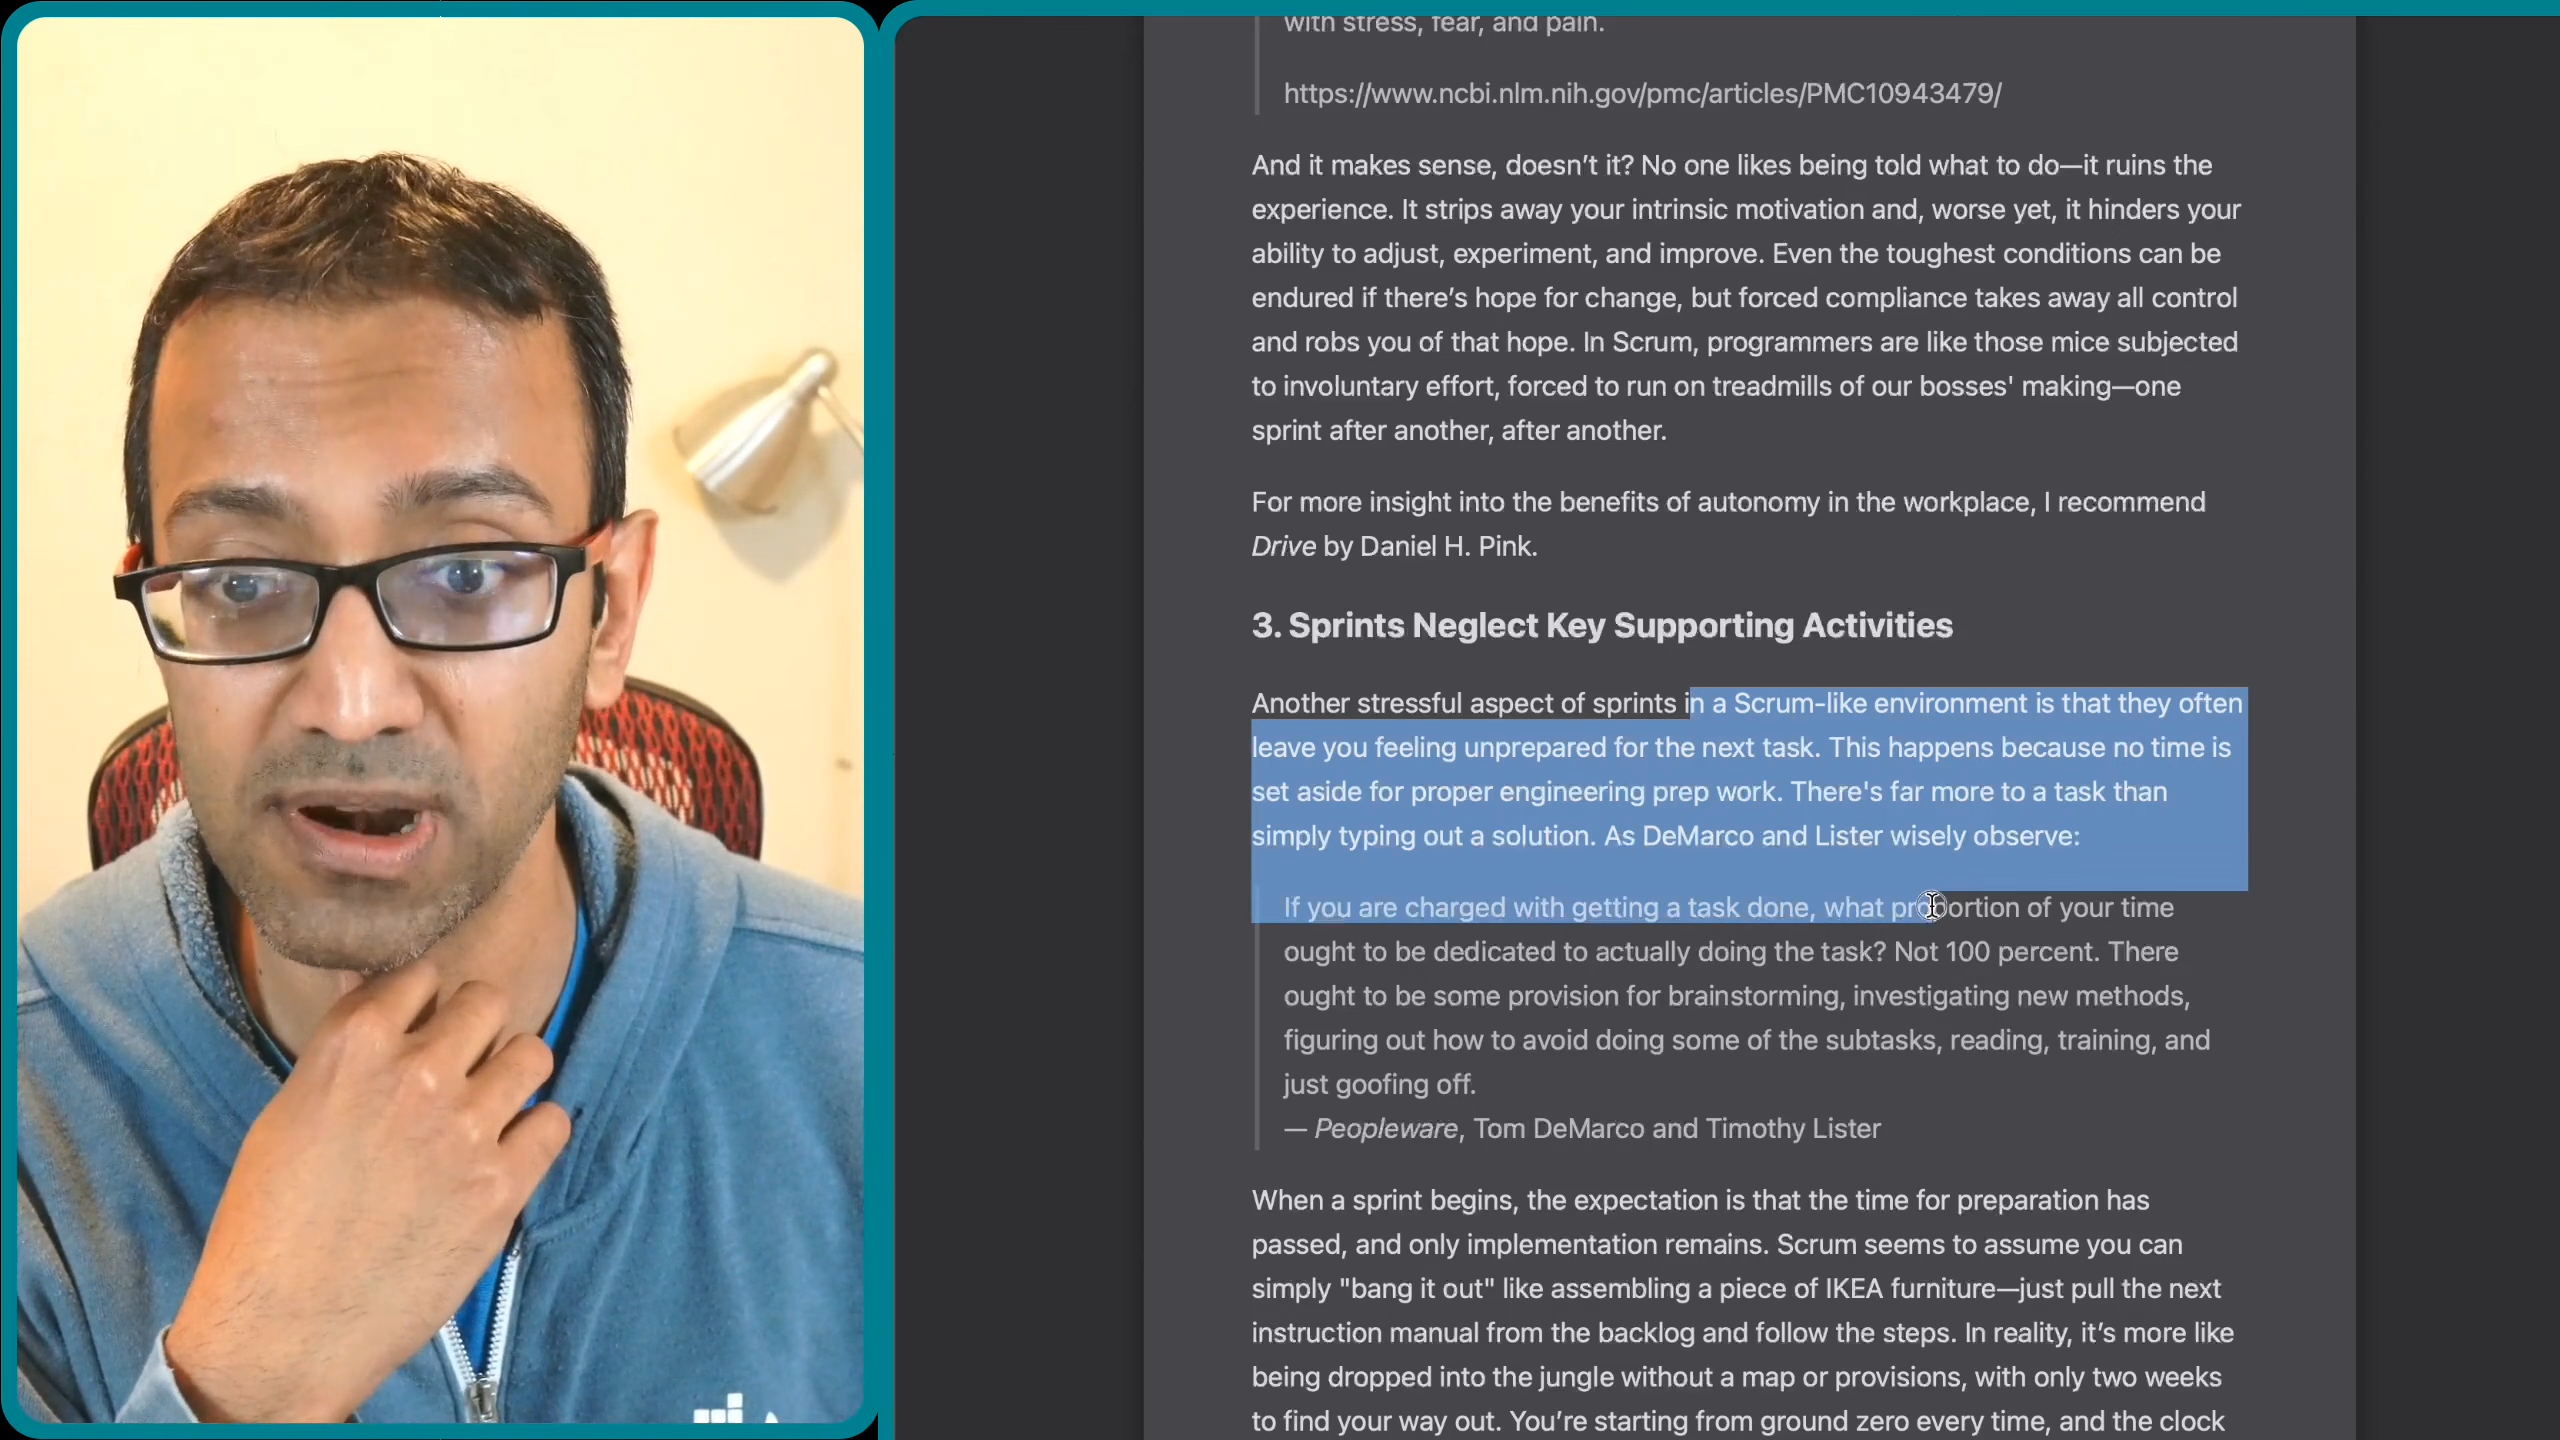 with stress, fear, and pain.
https://www.ncbi.nlm.nih.gov/pmc/articles/PMC10943479/
And it makes sense, doesn’t it? No one likes being told what to do—it ruins the
experience. It strips away your intrinsic motivation and, worse yet, it hinders your
ability to adjust, experiment, and improve. Even the toughest conditions can be
endured if there’s hope for change, but forced compliance takes away all control
and robs you of that hope. In Scrum, programmers are like those mice subjected
to involuntary effort, forced to run on treadmills of our bosses' making—one
sprint after another, after another.
For more insight into the benefits of autonomy in the workplace, I recommend
Drive by Daniel H. Pink.
3. Sprints Neglect Key Supporting Activities
Another stressful aspect of sprints in a Scrum-like environment is that they often
leave you feeling unprepared for the next task. This happens because no time is
set aside for proper engineering prep work. There's far more to a task than
simply typing out a solution. As DeMarco and Lister wisely observe:
If you are charged with getting a task done, what proportion of your time
ought to be dedicated to actually doing the task? Not 100 percent. There
ought to be some provision for brainstorming, investigating new methods,
figuring out how to avoid doing some of the subtasks, reading, training, and
just goofing off.
— Peopleware, Tom DeMarco and Timothy Lister
When a sprint begins, the expectation is that the time for preparation has
passed, and only implementation remains. Scrum seems to assume you can
simply "bang it out" like assembling a piece of IKEA furniture—just pull the next
instruction manual from the backlog and follow the steps. In reality, it’s more like
being dropped into the jungle without a map or provisions, with only two weeks
to find your way out. You’re starting from ground zero every time, and the clock